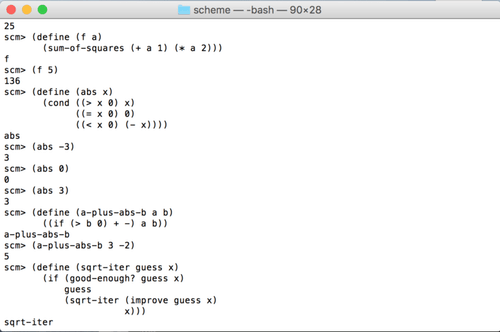 scheme — -bash — 90×28
25
scm> (define (f a)
       (sum-of-squares (+ a 1) (* a 2)))
f
scm> (f 5)
136
scm> (define (abs x)
       (cond ((> x 0) x)
             ((= x 0) 0)
             ((< x 0) (- x))))
abs
scm> (abs -3)
3
scm> (abs 0)
0
scm> (abs 3)
3
scm> (define (a-plus-abs-b a b)
       ((if (> b 0) + -) a b))
a-plus-abs-b
scm> (a-plus-abs-b 3 -2)
5
scm> (define (sqrt-iter guess x)
       (if (good-enough? guess x)
           guess
           (sqrt-iter (improve guess x)
                      x)))
sqrt-iter